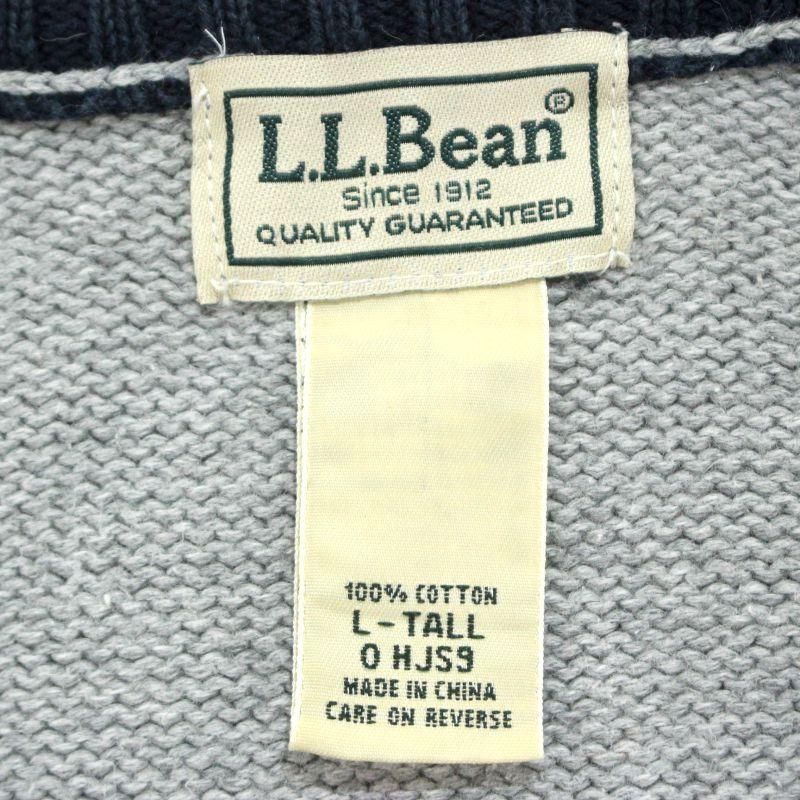 L.L.Bean®
Since 1912
QUALITY GUARANTEED
100% COTTON
L-TALL
0 HJS9
MADE IN CHINA
CARE ON REVERSE